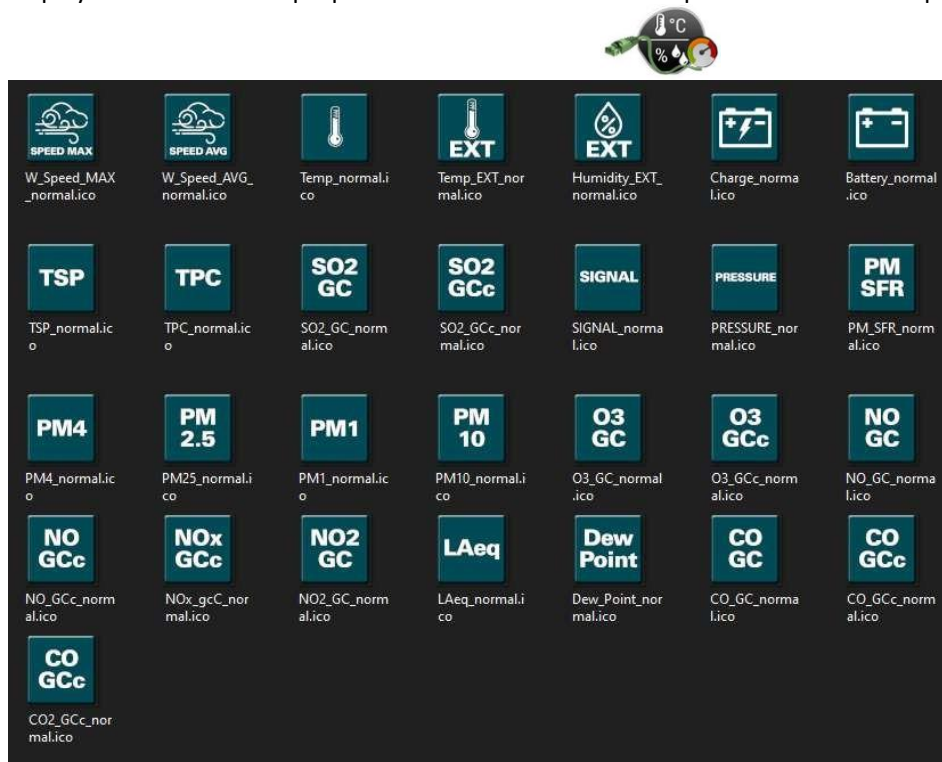 °C
%
SPEED MAX
SPEED AVG
EXT
%
EXT
+ -
+ -
W_Speed_MAX
_normal.ico
W_Speed_AVG_
normal.ico
Temp_normal.i
co
Temp_EXT_nor
mal.ico
Humidity_EXT_
normal.ico
Charge_norma
l.ico
Battery_normal
.ico
TSP
TPC
SO2
GC
SO2
GCc
SIGNAL
PRESSURE
PM
SFR
TSP_normal.ic
o
TPC_normal.ic
o
SO2_GC_norm
al.ico
SO2_GCc_nor
mal.ico
SIGNAL_norma
l.ico
PRESSURE_nor
mal.ico
PM_SFR_norm
al.ico
PM4
PM
2.5
PM1
PM
10
O3
GC
O3
GCc
NO
GC
PM4_normal.ic
o
PM25_normal.i
co
PM1_normal.ic
o
PM10_normal.i
co
O3_GC_normal
.ico
O3_GCc_norm
al.ico
NO_GC_norma
l.ico
NO
GCc
NOx
GCc
NO2
GC
LAeq
Dew
Point
CO
GC
CO
GCc
NO_GCc_norm
al.ico
NOx_gcC_nor
mal.ico
NO2_GC_norm
al.ico
LAeq_normal.i
co
Dew_Point_nor
mal.ico
CO_GC_norma
l.ico
CO_GCc_norm
al.ico
CO
GCc
CO2_GCc_nor
mal.ico